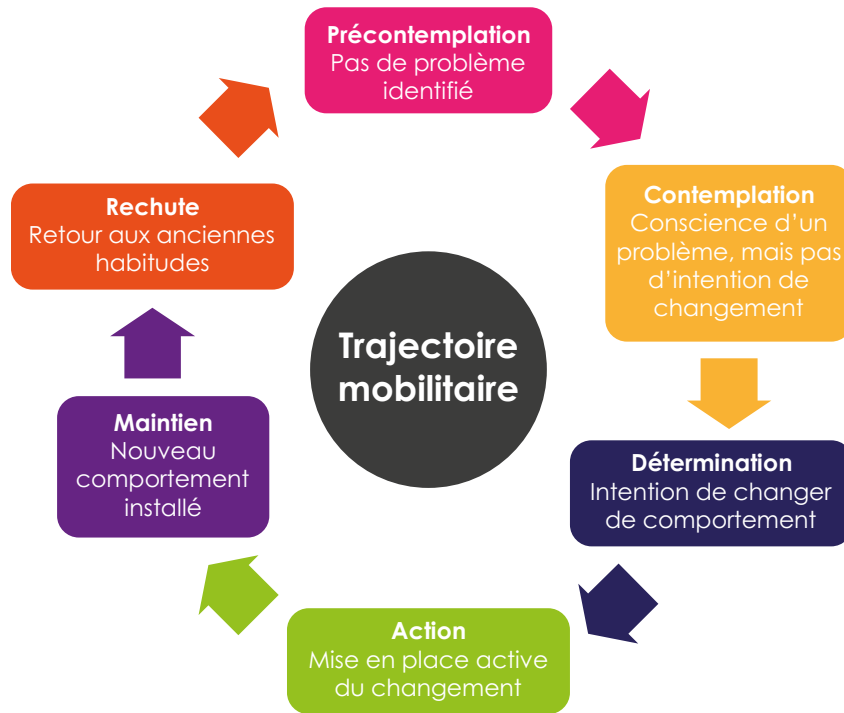 Précontemplation
Pas de problème
identifié
Contemplation
Conscience d'un
problème, mais pas
d'intention de
changement
Détermination
Intention de changer
de comportement
Action
Mise en place active
du changement
Maintien
Nouveau
comportement
installé
Rechute
Retour aux anciennes
habitudes
Trajectoire
mobilitaire